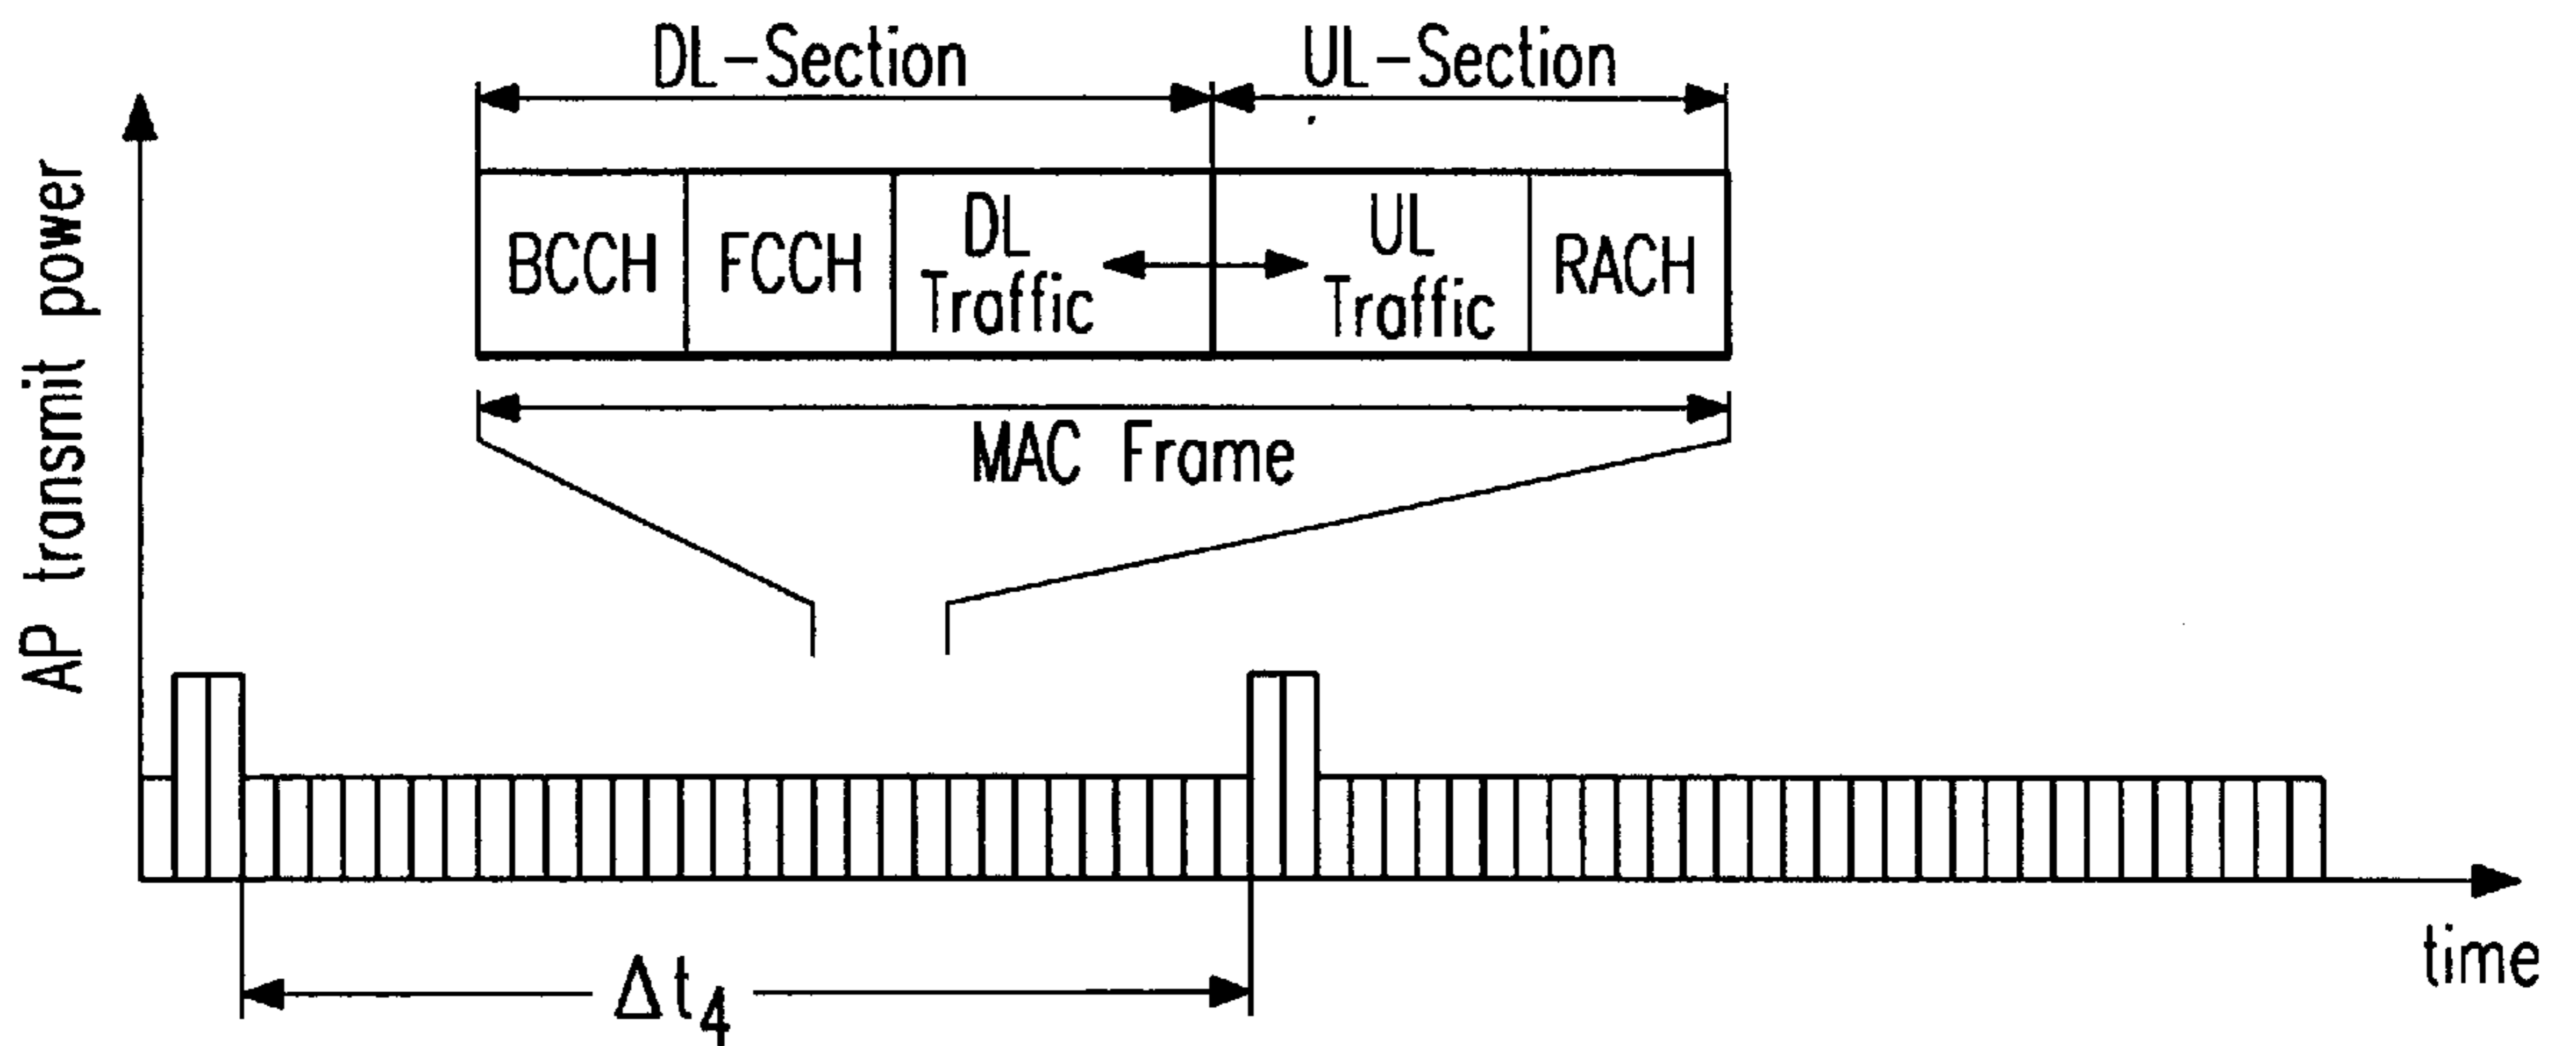 DL-Section UL-Section
BCCH FCCH DL Traffic UL Traffic RACH
MAC Frame
AP transmit power
time
Δt₄